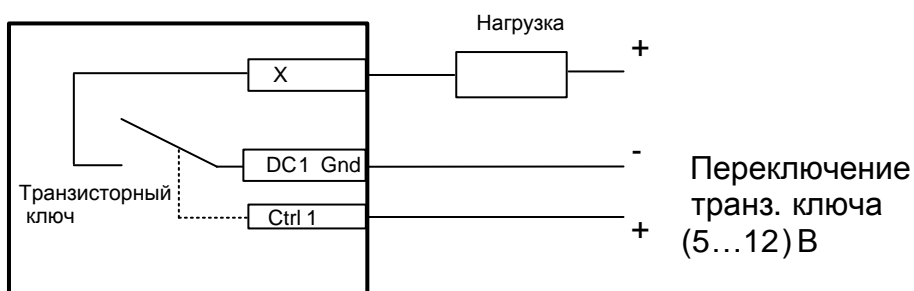 Нагрузка
+
X
-
DC1 Gnd
Переключение
транз. ключа
(5...12) В
Транзисторный
ключ
Ctrl 1
+